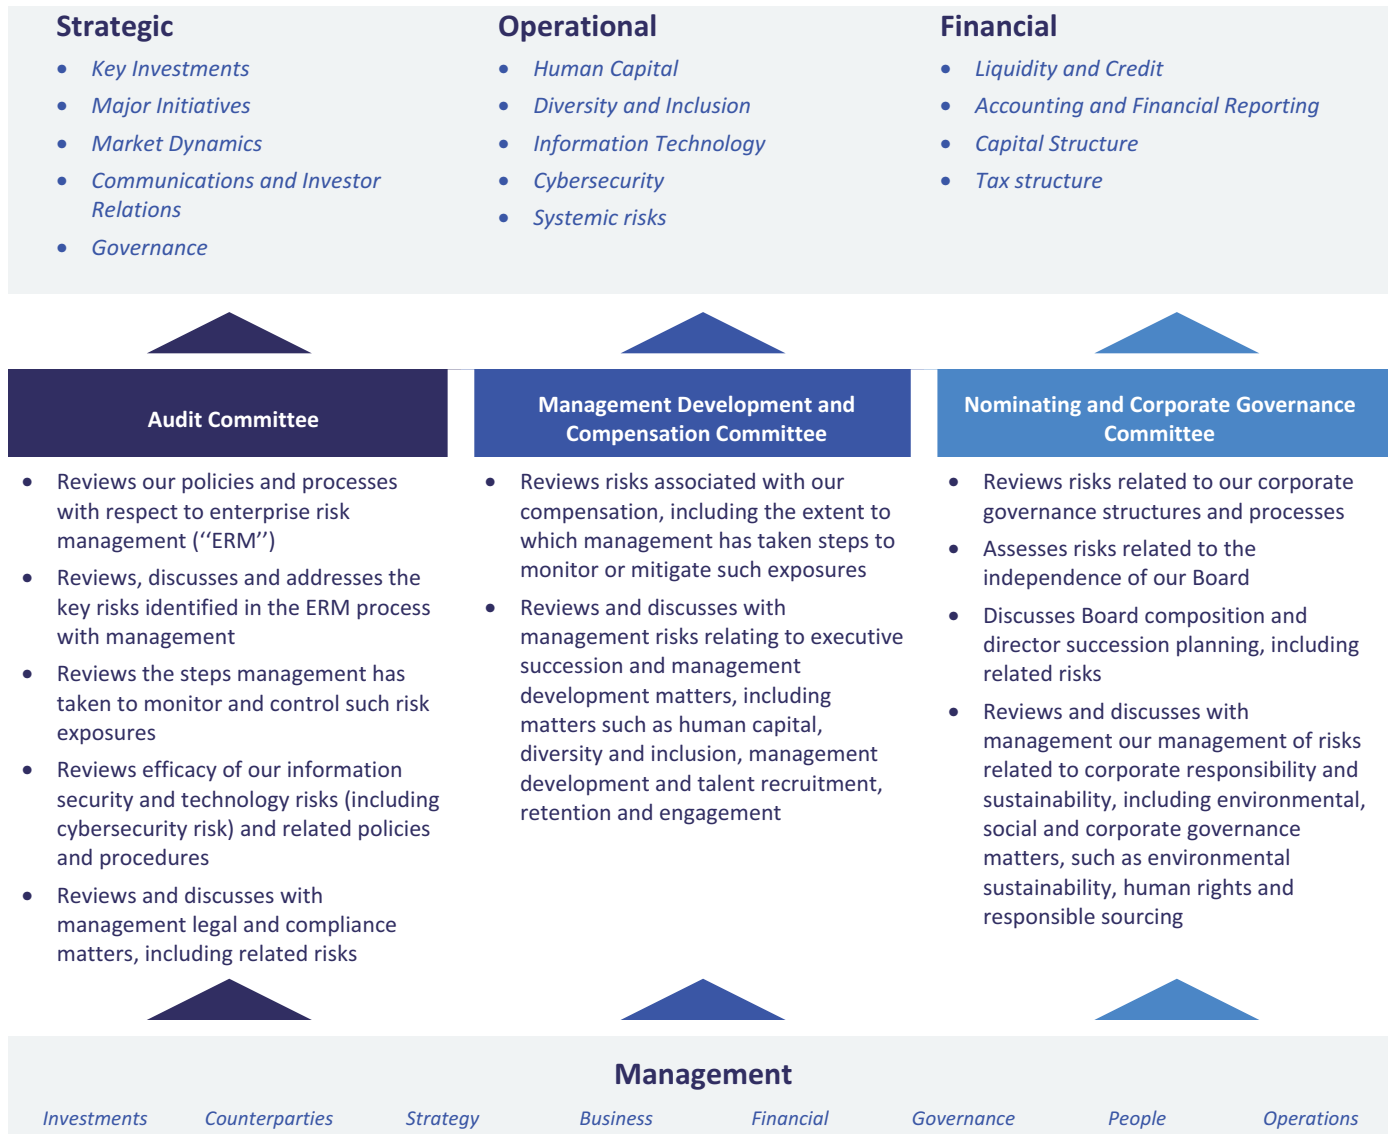 Strategic
• Key Investments
• Major Initiatives
• Market Dynamics
• Communications and Investor
Relations
• Governance
Operational
• Human Capital
• Diversity and Inclusion
• Information Technology
• Cybersecurity
• Systemic risks
Financial
• Liquidity and Credit
• Accounting and Financial Reporting
• Capital Structure
• Tax structure
Audit Committee
• Reviews our policies and processes
with respect to enterprise risk
management (‘‘ERM’’)
• Reviews, discusses and addresses the
key risks identified in the ERM process
with management
• Reviews the steps management has
taken to monitor and control such risk
exposures
• Reviews efficacy of our information
security and technology risks (including
cybersecurity risk) and related policies
and procedures
• Reviews and discusses with
management legal and compliance
matters, including related risks
Management Development and
Compensation Committee
• Reviews risks associated with our
compensation, including the extent to
which management has taken steps to
monitor or mitigate such exposures
• Reviews and discusses with
management risks relating to executive
succession and management
development matters, including
matters such as human capital,
diversity and inclusion, management
development and talent recruitment,
retention and engagement
Nominating and Corporate Governance
Committee
• Reviews risks related to our corporate
governance structures and processes
• Assesses risks related to the
independence of our Board
• Discusses Board composition and
director succession planning, including
related risks
• Reviews and discusses with
management our management of risks
related to corporate responsibility and
sustainability, including environmental,
social and corporate governance
matters, such as environmental
sustainability, human rights and
responsible sourcing
Management
Investments Counterparties Strategy Business Financial Governance People Operations